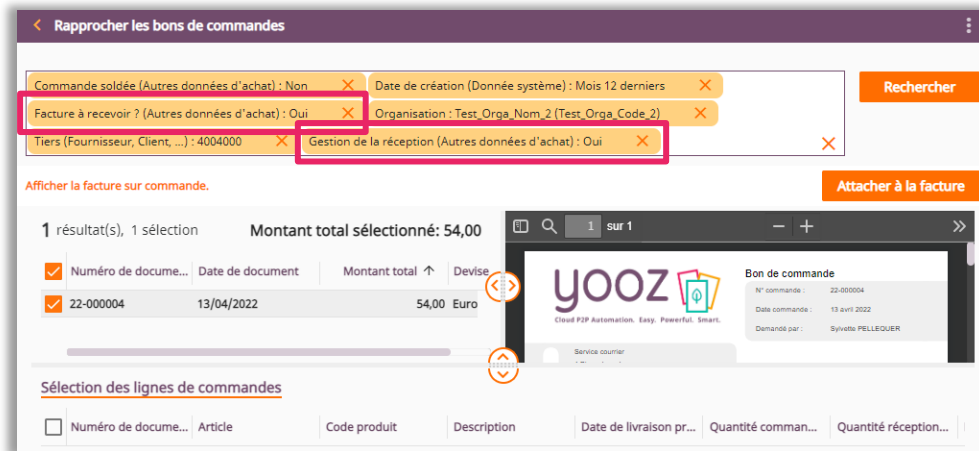 Rapprocher les bons de commandes
Commande soldée (Autres données d'achat) : Non
Date de création (Donnée système) : Mois 12 derniers
Rechercher
Facture à recevoir ? (Autres données d'achat) : Oui
Organisation : Test_Orga_Nom_2 (Test_Orga_Code_2)
Tiers (Fournisseur, Client, ...) : 4004000
Gestion de la réception (Autres données d'achat) : Oui
Afficher la facture sur commande.
Attacher à la facture
1 résultat(s), 1 sélection
Montant total sélectionné: 54,00
1 sur 1
Numéro de docume... Date de document Montant total Devise
22-000004 13/04/2022 54,00 Euro
yooz
Cloud P2P Automation. Easy. Powerful. Smart.
Bon de commande
N° commande : 22-000004
Date commande : 13 avril 2022
Demandé par : Sylvette PELLEQUER
Service courrier
Sélection des lignes de commandes
Numéro de docume... Article Code produit Description Date de livraison pr... Quantité comman... Quantité réception...